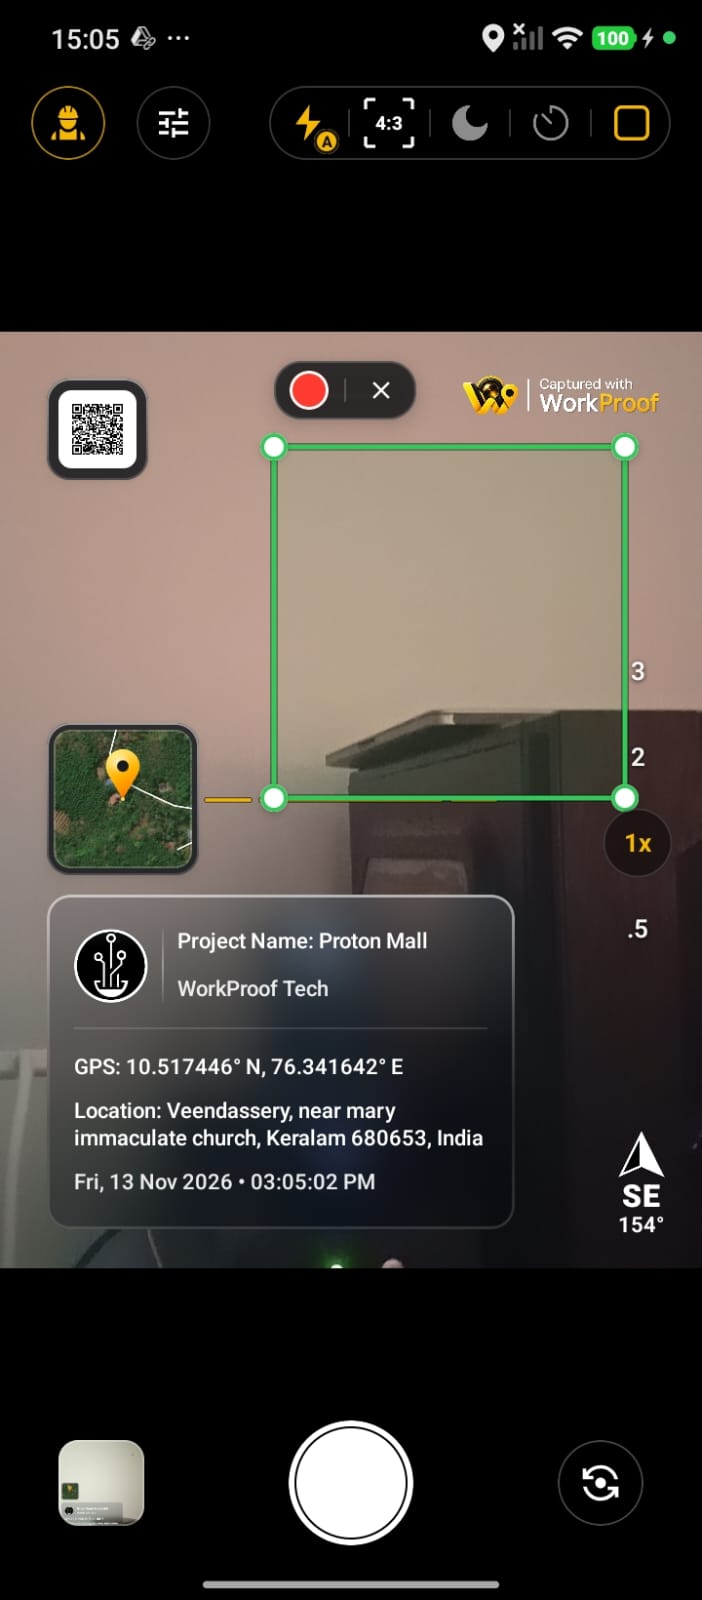 15:05
100
A
4:3
Captured with
WorkProof
3
2
1x
.5
Project Name: Proton Mall
WorkProof Tech
GPS: 10.517446° N, 76.341642° E
Location: Veendassery, near mary
immaculate church, Keralam 680653, India
Fri, 13 Nov 2026 • 03:05:02 PM
SE
154°